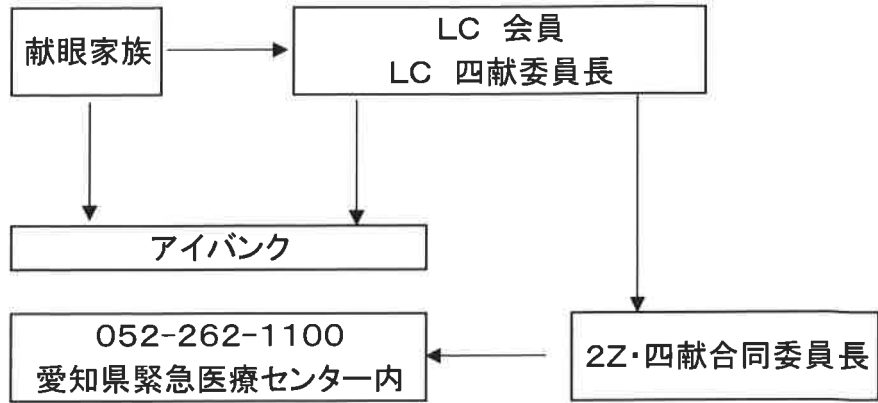 献眼家族
LC 会員
LC 四献委員長
アイバンク
052-262-1100
愛知県緊急医療センター内
2Z・四献合同委員長